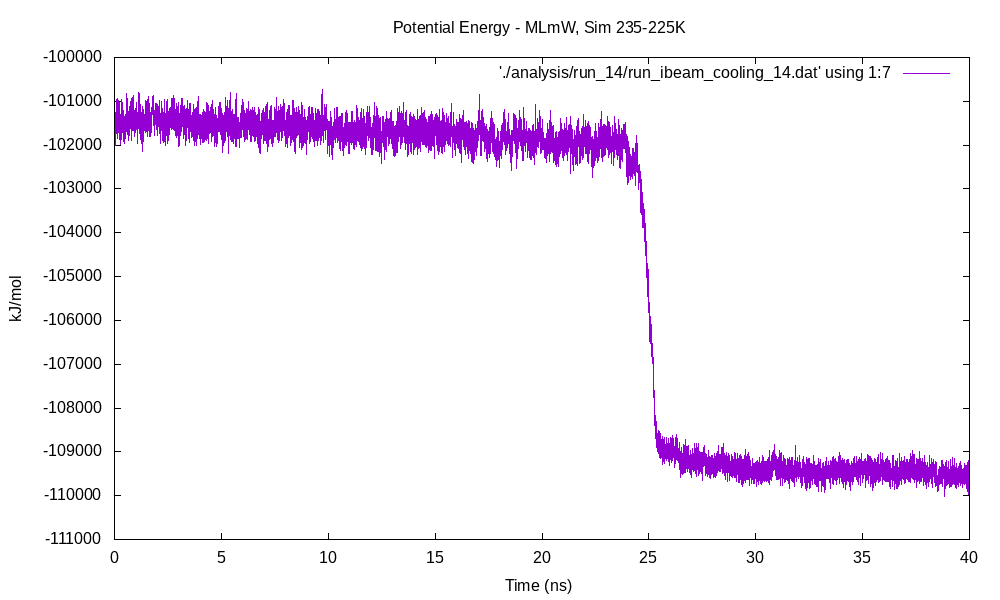 Potential Energy - MLmW, Sim 235-225K
'./analysis/run_14/run_ibeam_cooling_14.dat' using 1:7
-100000
-101000
-102000
-103000
-104000
-105000
-106000
-107000
-108000
-109000
-110000
-111000
kJ/mol
0 5 10 15 20 25 30 35 40
Time (ns)